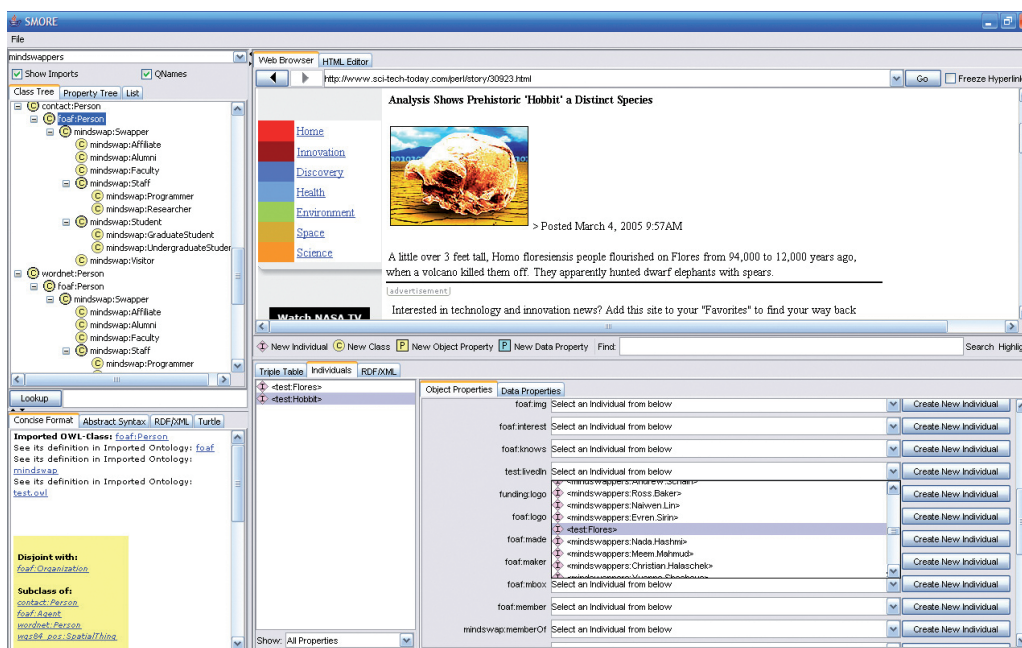 SMORE
File
mindswappers
Show Imports
QNames
Class Tree
Property Tree
List
contact:Person
foaf:Person
mindswap:Swapper
mindswap:Affiliate
mindswap:Alumni
mindswap:Faculty
mindswap:Staff
mindswap:Programmer
mindswap:Researcher
mindswap:Student
mindswap:GraduateStudent
mindswap:UndergraduateStuder
mindswap:Visitor
wordnet:Person
foaf:Person
mindswap:Swapper
mindswap:Affiliate
mindswap:Alumni
mindswap:Faculty
mindswap:Staff
mindswap:Programmer
Lookup
Concise Format
Abstract Syntax
RDF/XML
Turtle
Imported OWL-Class: foaf:Person
See its definition in Imported Ontology: foaf
See its definition in Imported Ontology:
mindswap
See its definition in Imported Ontology:
test.owl
Disjoint with:
foaf:Organization
Subclass of:
contact:Person
foaf:Agent
wordnet:Person
wgs84_pos:SpatialThing
Web Browser
HTML Editor
http://www.sci-tech-today.com/perl/story/30923.html
Go
Freeze Hyperlin
Analysis Shows Prehistoric 'Hobbit' a Distinct Species
Home
Innovation
Discovery
Health
Environment
Space
Science
> Posted March 4, 2005 9:57AM
A little over 3 feet tall, Homo floresiensis people flourished on Flores from 94,000 to 12,000 years ago,
when a volcano killed them off. They apparently hunted dwarf elephants with spears.
advertisement
Interested in technology and innovation news? Add this site to your "Favorites" to find your way back
Watch NASA TV
New Individual
New Class
New Object Property
New Data Property
Find:
Search
Highlig
Triple Table
Individuals
RDF/XML
<test:Flores>
<test:Hobbit>
Show: All Properties
Object Properties
Data Properties
foaf:img Select an Individual from below Create New Individual
foaf:interest Select an Individual from below Create New Individual
foaf:knows Select an Individual from below Create New Individual
test:livedIn Select an Individual from below Create New Individual
<mindswappers:Andrew.Schain>
funding:logo <mindswappers:Ross.Baker> Create New Individual
<mindswappers:Naiwen.Lin>
foaf:logo <mindswappers:Evren.Sirin> Create New Individual
<test:Flores>
foaf:made <mindswappers:Nada.Hashmi> Create New Individual
<mindswappers:Meem.Mahmud>
foaf:maker <mindswappers:Christian.Halaschek> Create New Individual
foaf:mbox Select an Individual from below Create New Individual
foaf:member Select an Individual from below Create New Individual
mindswap:memberOf Select an Individual from below Create New Individual